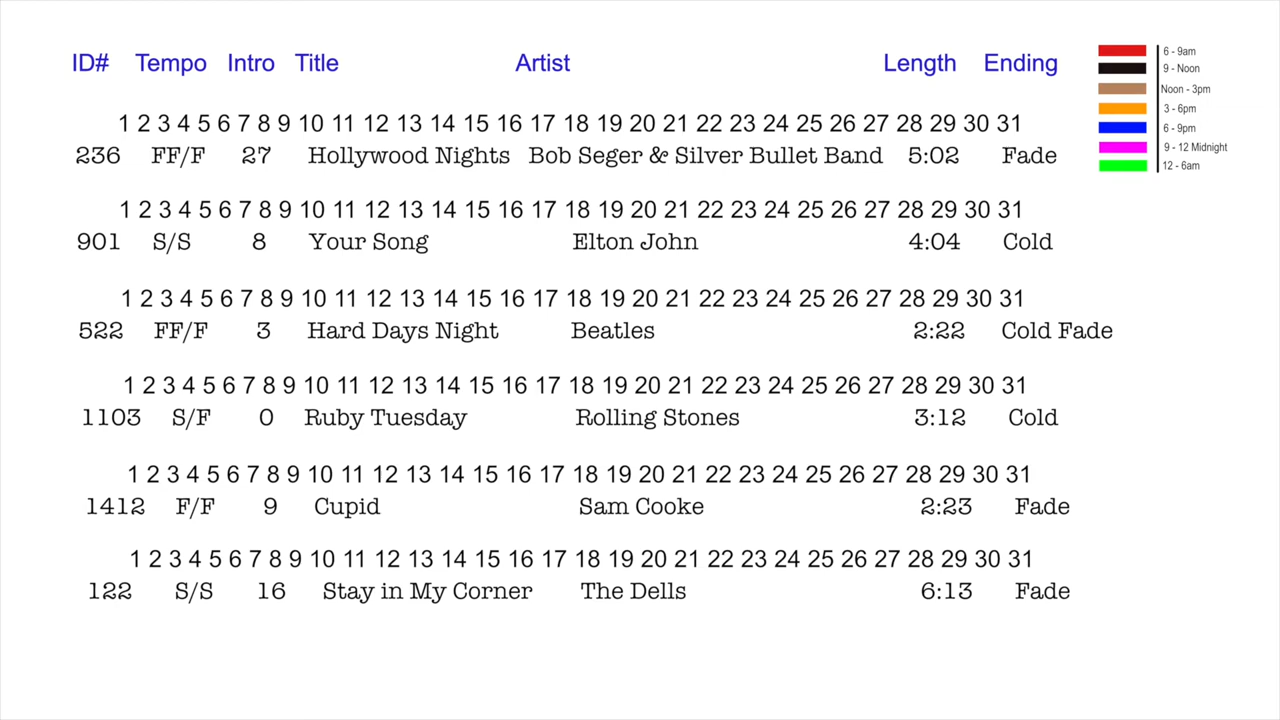 ID# Tempo Intro Title Artist Length Ending
6 - 9am
9 - Noon
Noon - 3pm
3 - 6pm
6 - 9pm
9 - 12 Midnight
12 - 6am
1 2 3 4 5 6 7 8 9 10 11 12 13 14 15 16 17 18 19 20 21 22 23 24 25 26 27 28 29 30 31
236 FF/F 27 Hollywood Nights Bob Seger & Silver Bullet Band 5:02 Fade
1 2 3 4 5 6 7 8 9 10 11 12 13 14 15 16 17 18 19 20 21 22 23 24 25 26 27 28 29 30 31
901 S/S 8 Your Song Elton John 4:04 Cold
1 2 3 4 5 6 7 8 9 10 11 12 13 14 15 16 17 18 19 20 21 22 23 24 25 26 27 28 29 30 31
522 FF/F 3 Hard Days Night Beatles 2:22 Cold Fade
1 2 3 4 5 6 7 8 9 10 11 12 13 14 15 16 17 18 19 20 21 22 23 24 25 26 27 28 29 30 31
1103 S/F 0 Ruby Tuesday Rolling Stones 3:12 Cold
1 2 3 4 5 6 7 8 9 10 11 12 13 14 15 16 17 18 19 20 21 22 23 24 25 26 27 28 29 30 31
1412 F/F 9 Cupid Sam Cooke 2:23 Fade
1 2 3 4 5 6 7 8 9 10 11 12 13 14 15 16 17 18 19 20 21 22 23 24 25 26 27 28 29 30 31
122 S/S 16 Stay in My Corner The Dells 6:13 Fade